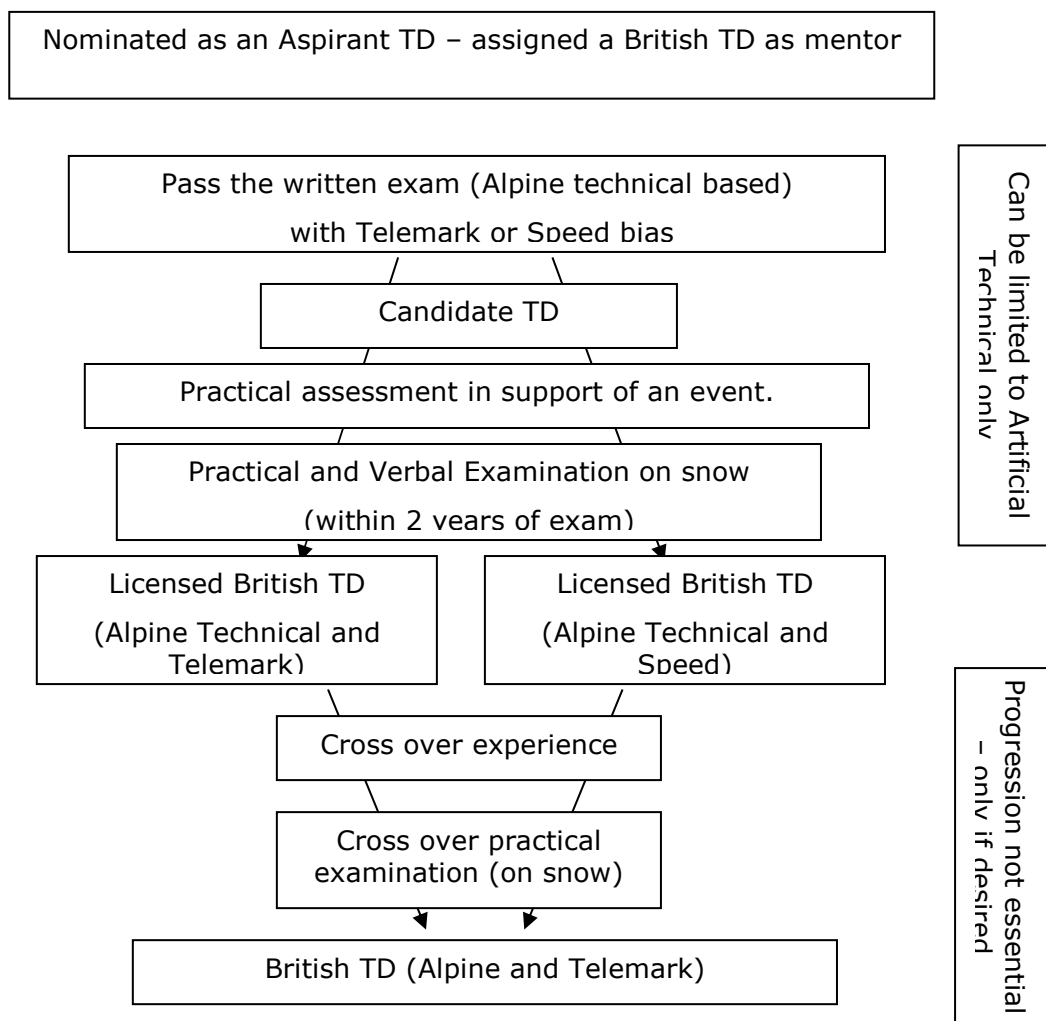 Nominated as an Aspirant TD – assigned a British TD as mentor
Pass the written exam (Alpine technical based)
with Telemark or Speed bias
Candidate TD
Practical assessment in support of an event.
Practical and Verbal Examination on snow
(within 2 years of exam)
Can be limited to Artificial
Technical only
Licensed British TD
(Alpine Technical and
Telemark)
Licensed British TD
(Alpine Technical and
Speed)
Cross over experience
Cross over practical
examination (on snow)
British TD (Alpine and Telemark)
Progression not essential
– only if desired